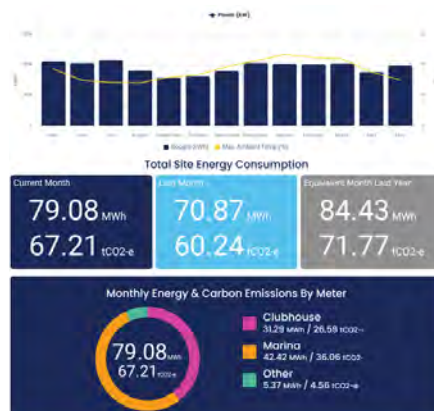 Power (kW)
Bought (kWh) Max Ambient Temp (°C)
Total Site Energy Consumption
Current Month
79.08 MWh
67.21 tCO2-e
Last Month
70.87 MWh
60.24 tCO2-e
Equivalent Month Last Year
84.43 MWh
71.77 tCO2-e
Monthly Energy & Carbon Emissions By Meter
79.08 MWh
67.21 tCO2-e
Clubhouse
31.29 MWh / 26.59 tCO2-e
Marina
42.42 MWh / 36.06 tCO2-
Other
5.37 MWh / 4.56 tCO2-e